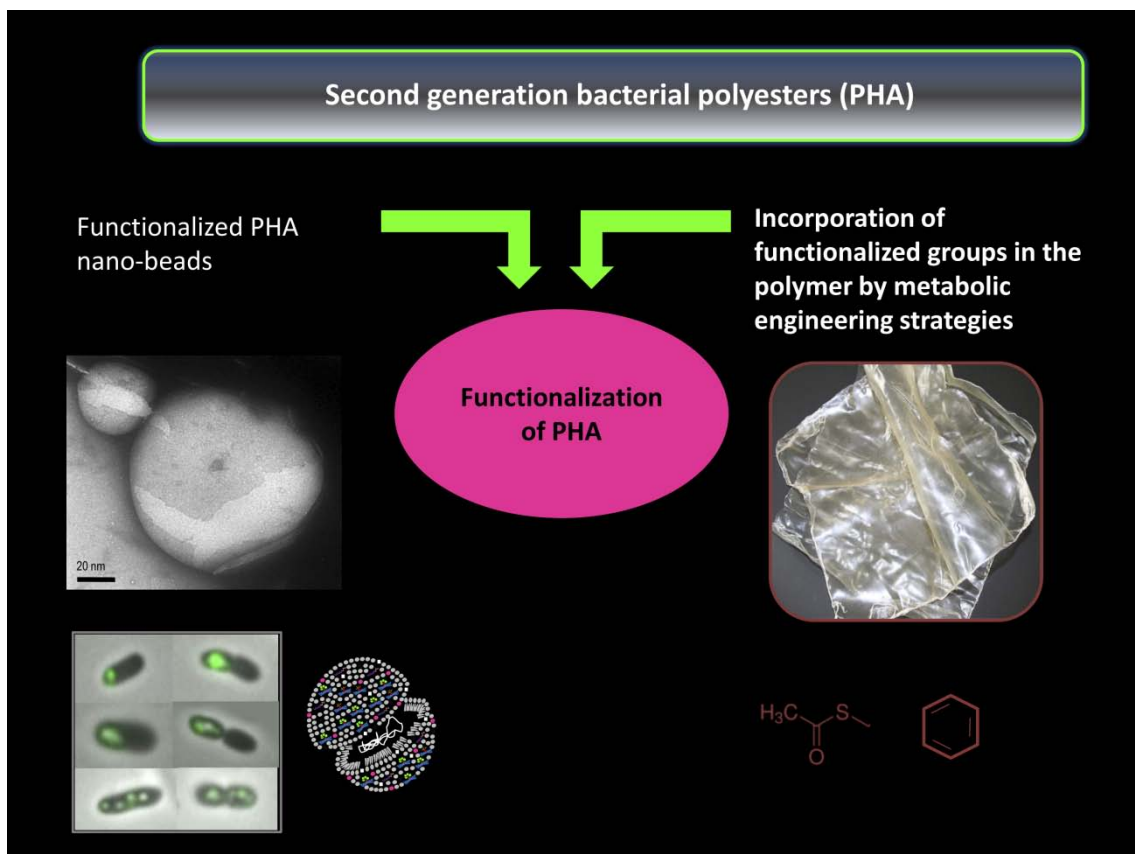 Second generation bacterial polyesters (PHA)
Functionalized PHA
nano-beads
Incorporation of
functionalized groups in the
polymer by metabolic
engineering strategies
Functionalization
of PHA
20 nm
H₃C
S
O